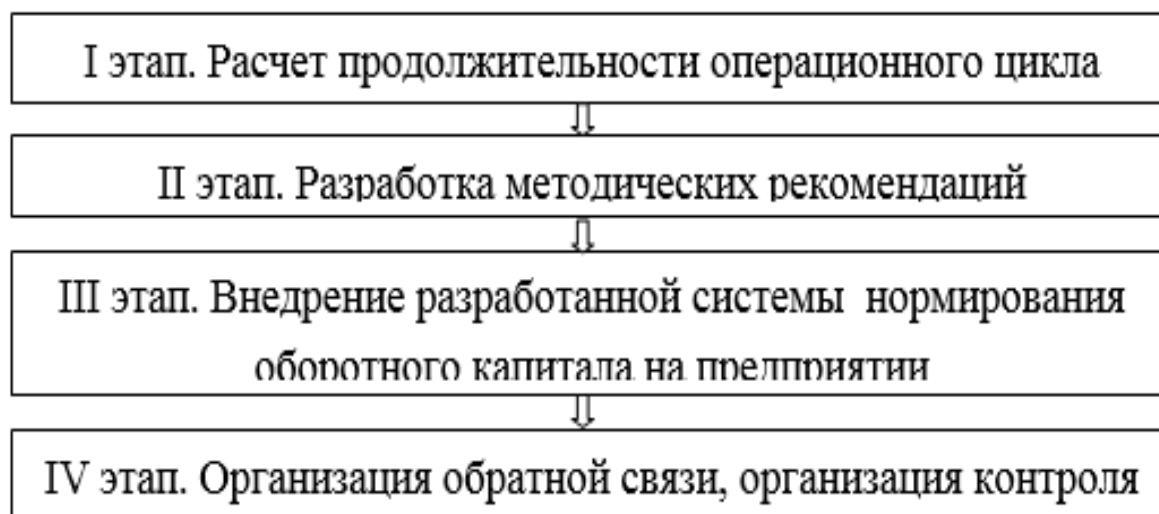 I этап. Расчет продолжительности операционного цикла
II этап. Разработка методических рекомендаций
III этап. Внедрение разработанной системы нормирования
оборотного капитала на предприятии
IV этап. Организация обратной связи, организация контроля